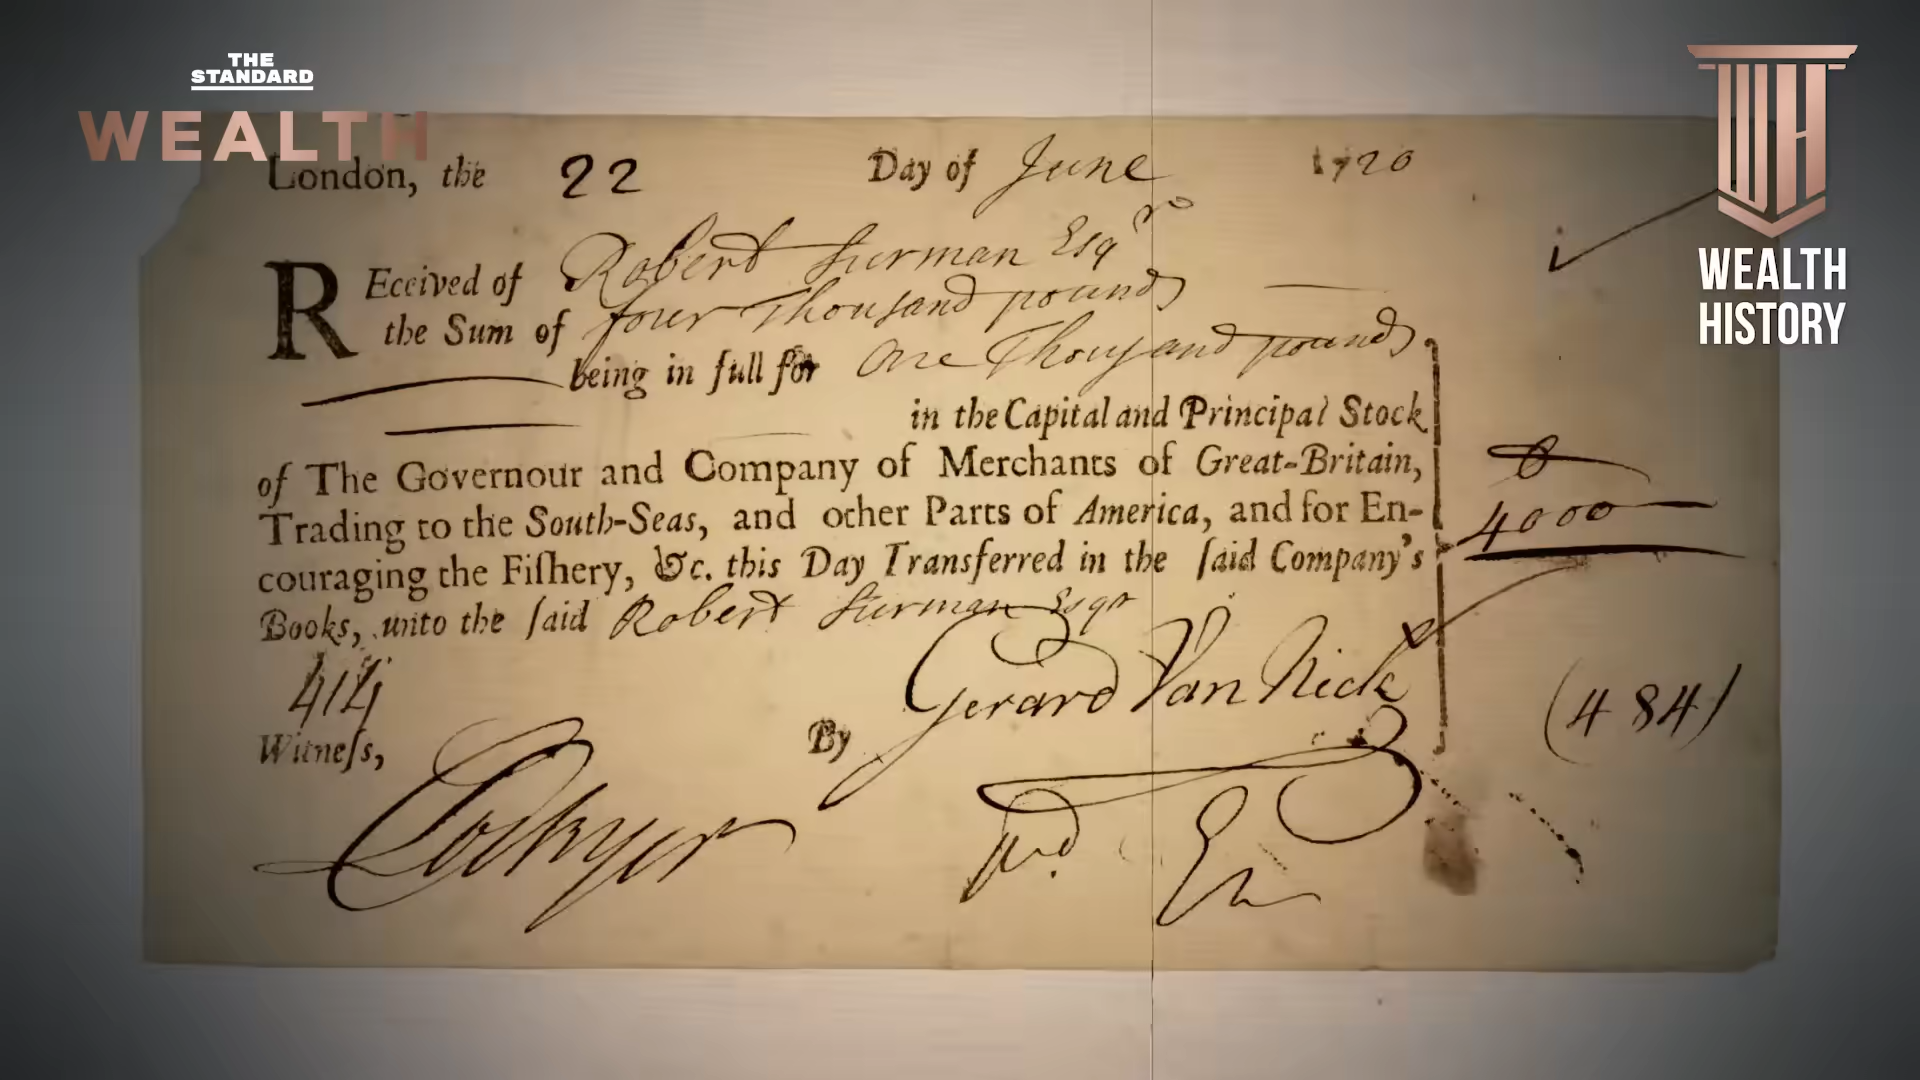 THE
STANDARD
WEALTH
WEALTH
HISTORY
London, the 22 Day of June 1720
REceived of Robert Surman Esqr
the Sum of four Thousand pounds
being in full for One Thousand pounds
in the Capital and Principal Stock
of The Governour and Company of Merchants of Great-Britain,
Trading to the South-Seas, and other Parts of America, and for En-
couraging the Fiſhery, &c. this Day Transferred in the ſaid Company's
Books, unto the ſaid Robert Surman Esqr
4000
414
(484)
Witneſs,
By Gerard Van Neck
Lockyer